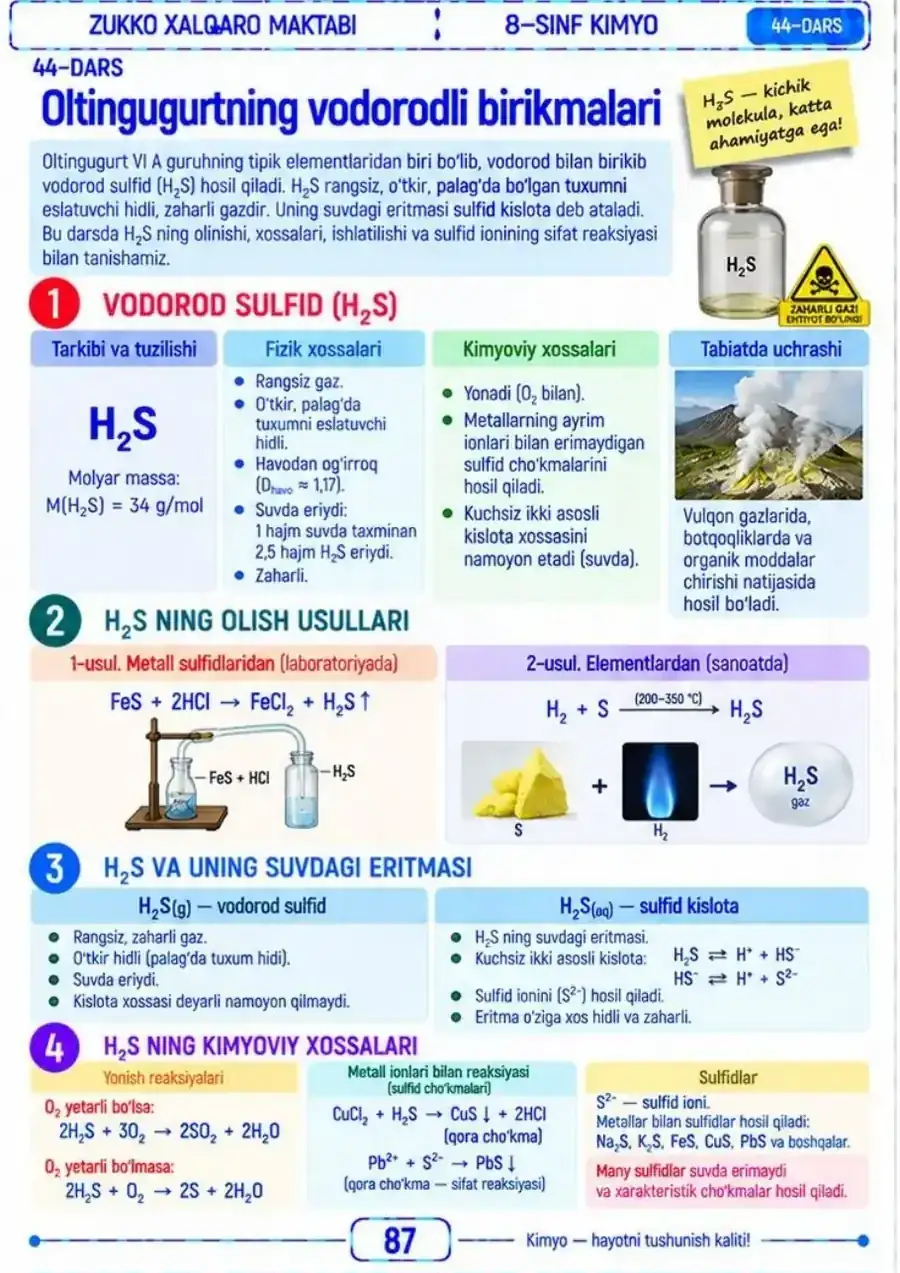 ZUKKO XALQARO MAKTABI
8–SINF KIMYO
44–DARS
44–DARS
Oltingugurtning vodorodli birikmalari
H₂S — kichik
molekula, katta
ahamiyatga ega!
Oltingugurt VI A guruhning tipik elementlaridan biri bo‘lib, vodorod bilan birikib
vodorod sulfid (H₂S) hosil qiladi. H₂S rangsiz, o‘tkir, palag‘da bo‘lgan tuxumni
eslatuvchi hidli, zaharli gazdir. Uning suvdagi eritmasi sulfid kislota deb ataladi.
Bu darsda H₂S ning olinishi, xossalari, ishlatilishi va sulfid ionining sifat reaksiyasi
bilan tanishamiz.
H₂S
ZAHARLI GAZ!
EHTIYOT BO‘LING!
1 VODOROD SULFID (H₂S)
Tarkibi va tuzilishi
H₂S
Molyar massa:
M(H₂S) = 34 g/mol
Fizik xossalari
• Rangsiz gaz.
• O‘tkir, palag‘da
tuxumni eslatuvchi
hidli.
• Havodan og‘irroq
(Dₕₐᵥₒ ≈ 1,17).
• Suvda eriydi:
1 hajm suvda taxminan
2,5 hajm H₂S eriydi.
• Zaharli.
Kimyoviy xossalari
• Yonadi (O₂ bilan).
• Metallarning ayrim
ionlari bilan erimaydigan
sulfid cho‘kmalarini
hosil qiladi.
• Kuchsiz ikki asosli
kislota xossasini
namoyon etadi (suvda).
Tabiatda uchrashi
Vulqon gazlarida,
botqoqliklarda va
organik moddalar
chirishi natijasida
hosil bo‘ladi.
2 H₂S NING OLISH USULLARI
1-usul. Metall sulfidlaridan (laboratoriyada)
FeS + 2HCl → FeCl₂ + H₂S↑
FeS + HCl
H₂S
2-usul. Elementlardan (sanoatda)
H₂ + S (200–350 °C) → H₂S
S
+
H₂
→
H₂S
gaz
3 H₂S VA UNING SUVDAGI ERITMASI
H₂S(g) — vodorod sulfid
• Rangsiz, zaharli gaz.
• O‘tkir hidli (palag‘da tuxum hidi).
• Suvda eriydi.
• Kislota xossasi deyarli namoyon qilmaydi.
H₂S(aq) — sulfid kislota
• H₂S ning suvdagi eritmasi.
• Kuchsiz ikki asosli kislota: H₂S ⇄ H⁺ + HS⁻
HS⁻ ⇄ H⁺ + S²⁻
• Sulfid ionini (S²⁻) hosil qiladi.
• Eritma o‘ziga xos hidli va zaharli.
4 H₂S NING KIMYOVIY XOSSALARI
Yonish reaksiyalari
O₂ yetarli bo‘lsa:
2H₂S + 3O₂ → 2SO₂ + 2H₂O
O₂ yetarli bo‘lmasa:
2H₂S + O₂ → 2S + 2H₂O
Metall ionlari bilan reaksiyasi
(sulfid cho‘kmalari)
CuCl₂ + H₂S → CuS↓ + 2HCl
(qora cho‘kma)
Pb²⁺ + S²⁻ → PbS↓
(qora cho‘kma — sifat reaksiyasi)
Sulfidlar
S²⁻ — sulfid ioni.
Metallar bilan sulfidlar hosil qiladi:
Na₂S, K₂S, FeS, CuS, PbS va boshqalar.
Many sulfidlar suvda erimaydi
va xarakteristik cho‘kmalar hosil qiladi.
87
Kimyo — hayotni tushunish kaliti!